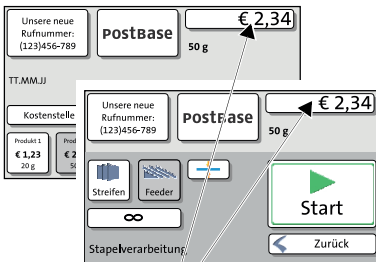 Unsere neue
Rufnummer:
(123)456-789
PostBase
€ 2,34
50 g
TT.MM.JJ
Kostenstelle
Produkt 1
€ 1,23
20 g
Unsere neue
Rufnummer:
(123)456-789
PostBase
€ 2,34
50 g
Streifen
Feeder
∞
Start
Stapelverarbeitung
Zurück